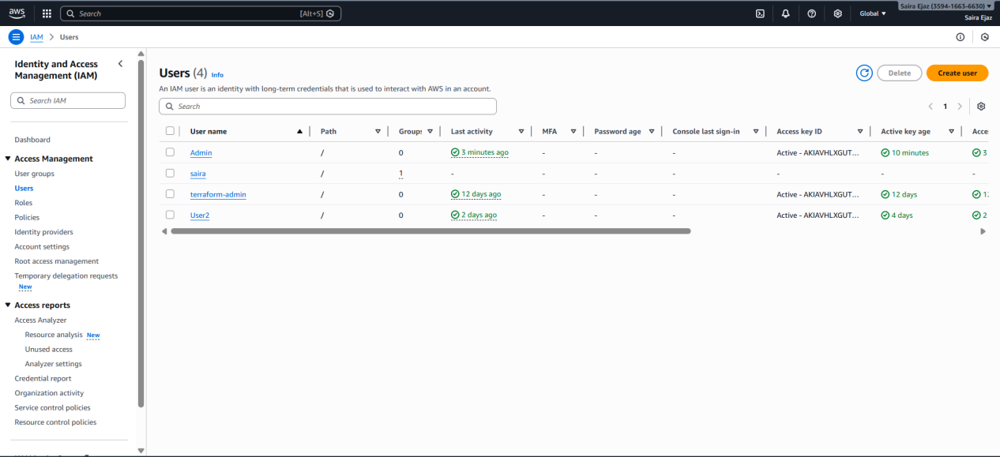 aws
Search [Alt+S]
Global ▼
Saira Ejaz (3594-1663-6630) ▼
Saira Ejaz
IAM > Users
Identity and Access Management (IAM)
Search IAM
Dashboard
Access Management
User groups
Users
Roles
Policies
Identity providers
Account settings
Root access management
Temporary delegation requests
New
Access reports
Access Analyzer
Resource analysis New
Unused access
Analyzer settings
Credential report
Organization activity
Service control policies
Resource control policies
Users (4) Info
Delete
Create user
An IAM user is an identity with long-term credentials that is used to interact with AWS in an account.
Search
1
User name Path Group: Last activity MFA Password age Console last sign-in Access key ID Active key age Acce
Admin / 0 3 minutes ago - - - Active - AKIAVHLXGUT... 10 minutes 3
saira / 1 - - - - - - -
terraform-admin / 0 12 days ago - - - Active - AKIAVHLXGUT... 12 days 1
User2 / 0 2 days ago - - - Active - AKIAVHLXGUT... 4 days 2